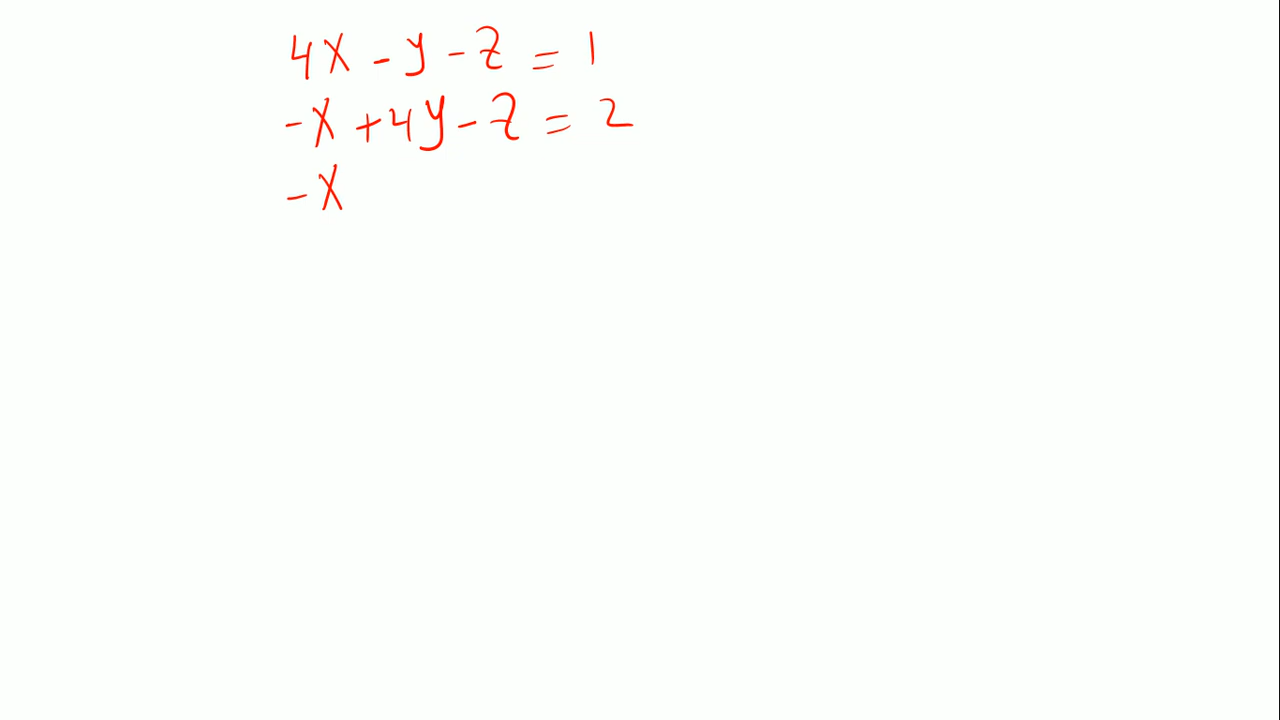 4x - y - z = 1
-x + 4y - z = 2
-x